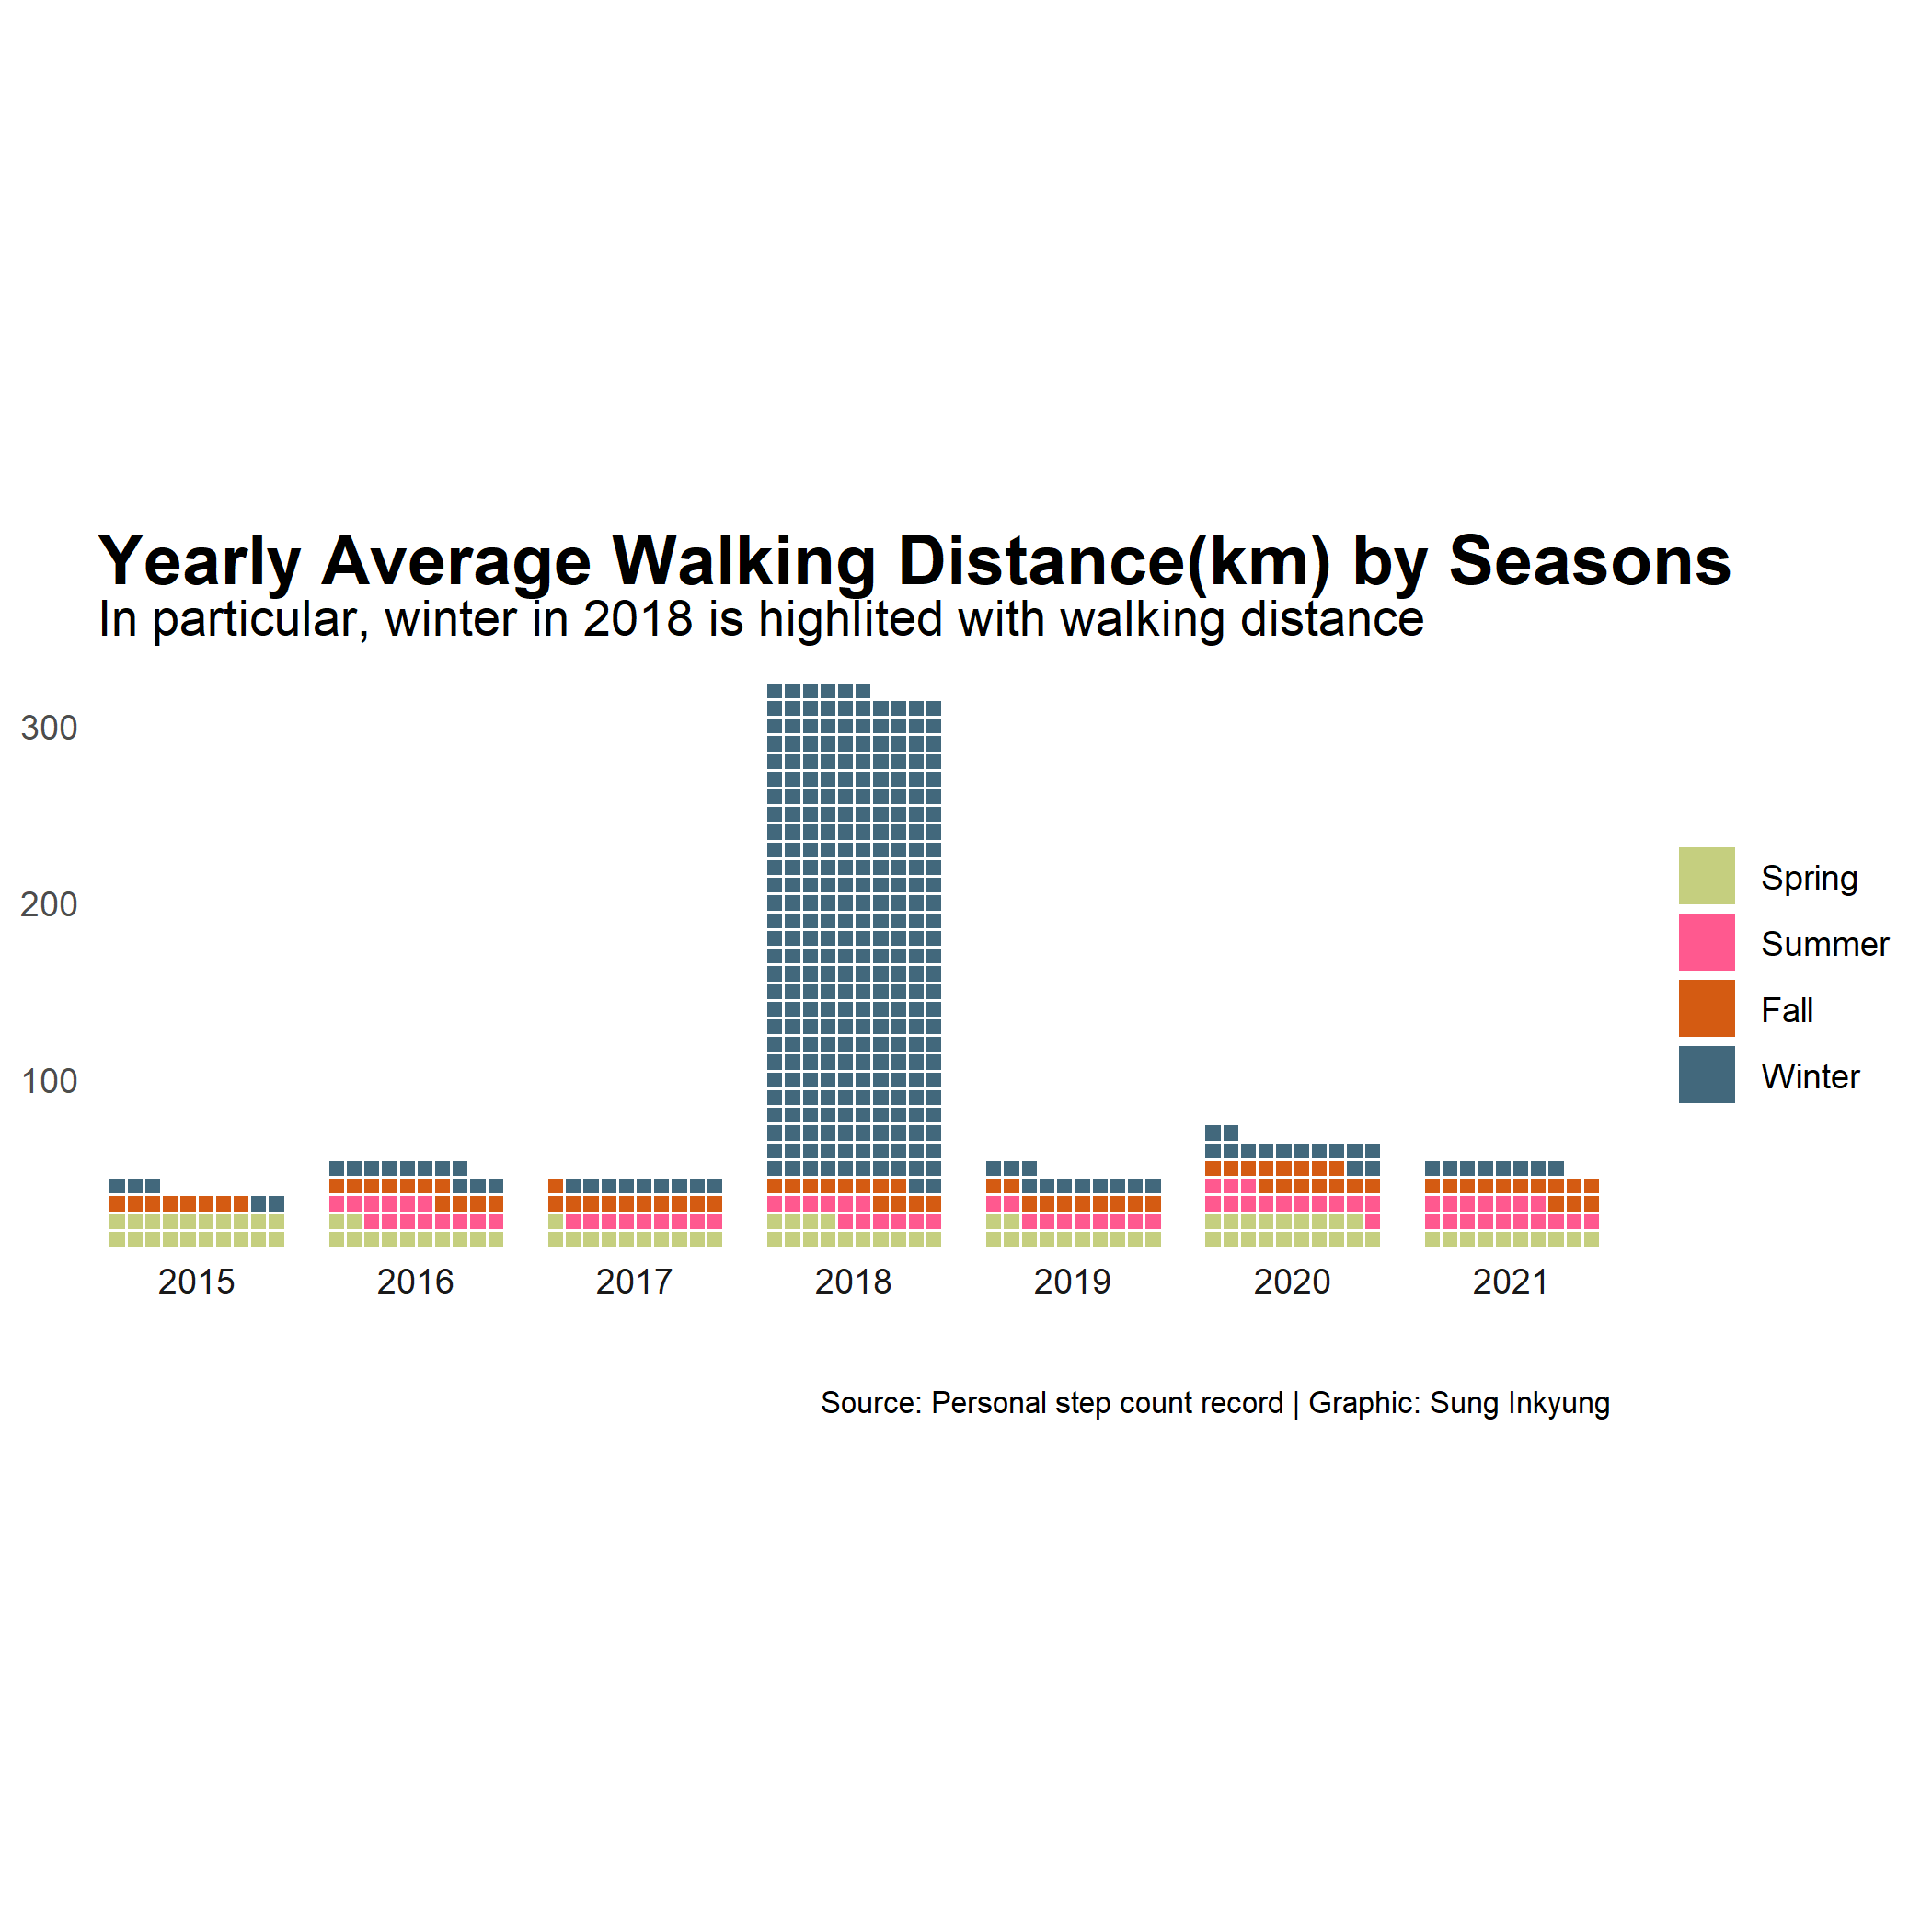 Yearly Average Walking Distance(km) by Seasons
In particular, winter in 2018 is highlited with walking distance
300
200
100
Spring
Summer
Fall
Winter
2015 2016 2017 2018 2019 2020 2021
Source: Personal step count record | Graphic: Sung Inkyung